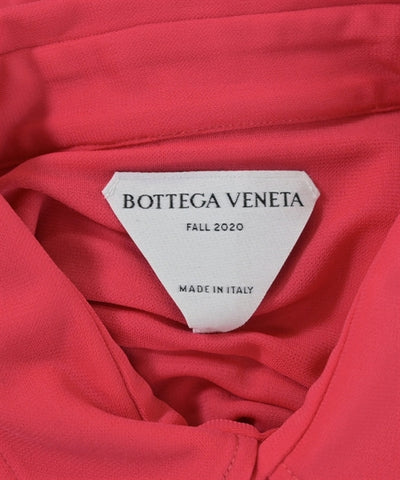 BOTTEGA VENETA
FALL 2020
MADE IN ITALY